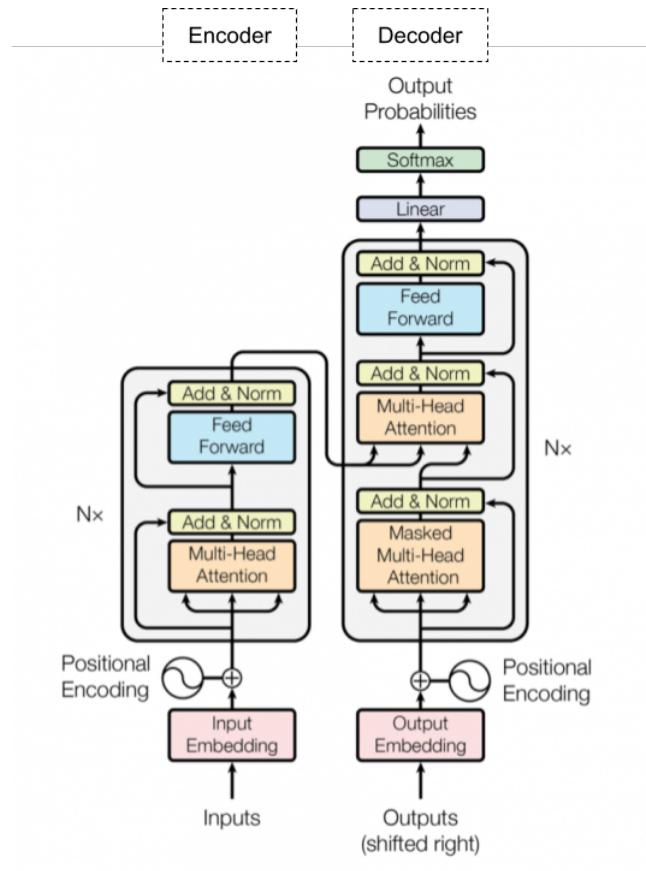 Encoder
Decoder
Output
Probabilities
Softmax
Linear
Add & Norm
Feed
Forward
Add & Norm
Multi-Head
Attention
Add & Norm
Masked
Multi-Head
Attention
Nx
Positional
Encoding
Output
Embedding
Outputs
(shifted right)
Add & Norm
Feed
Forward
Add & Norm
Multi-Head
Attention
Nx
Positional
Encoding
Input
Embedding
Inputs